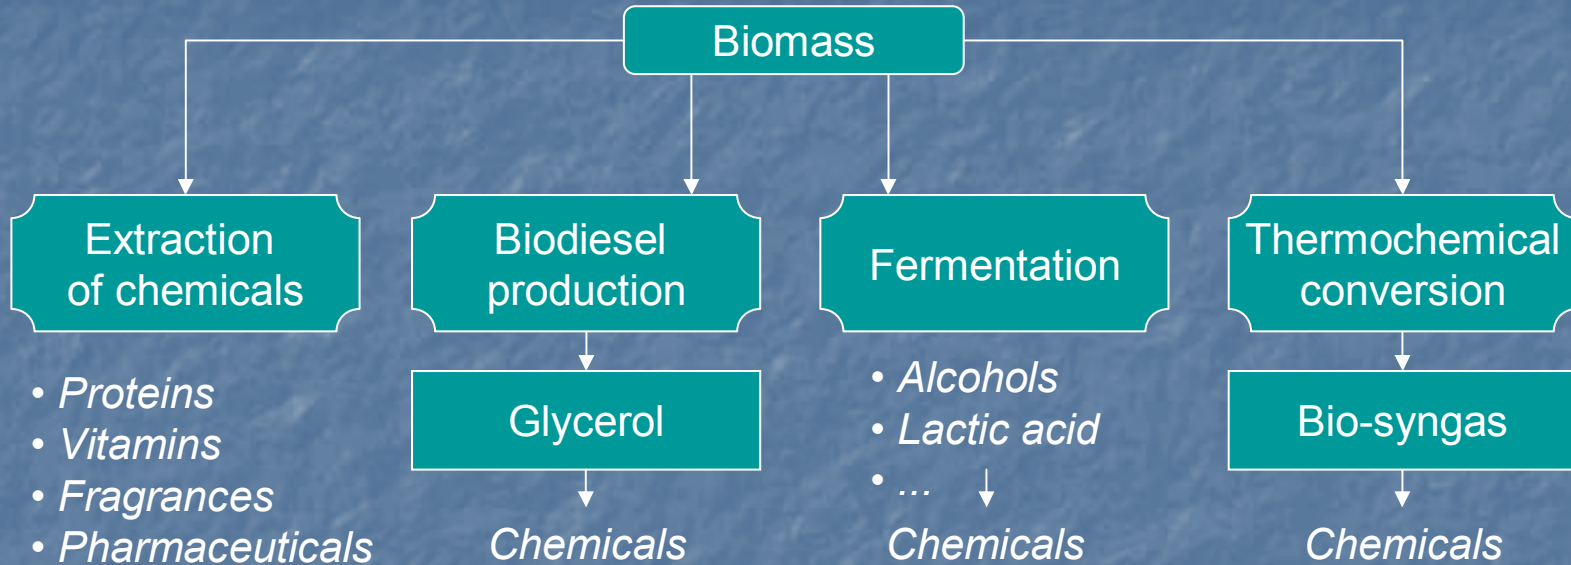 Biomass
Extraction
of chemicals
Biodiesel
production
Fermentation
Thermochemical
conversion
• Proteins
• Vitamins
• Fragrances
• Pharmaceuticals
Glycerol
Chemicals
• Alcohols
• Lactic acid
• ...
Chemicals
Bio-syngas
Chemicals